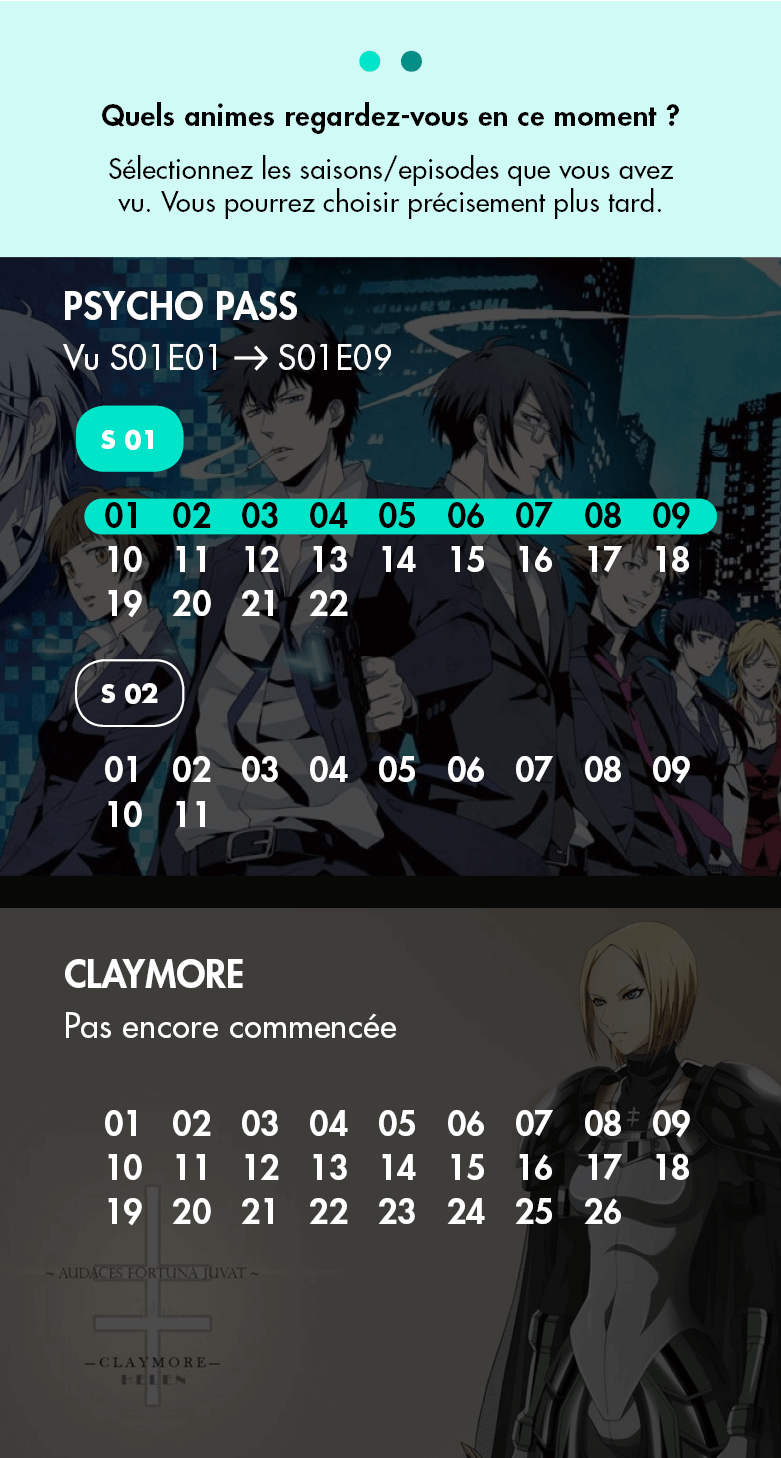 Quels animes regardez-vous en ce moment ?
Sélectionnez les saisons/episodes que vous avez
vu. Vous pourrez choisir précisement plus tard.
PSYCHO PASS
Vu S01E01 → S01E09
S 01
01 02 03 04 05 06 07 08 09
10 11 12 13 14 15 16 17 18
19 20 21 22
S 02
01 02 03 04 05 06 07 08 09
10 11
CLAYMORE
Pas encore commencée
01 02 03 04 05 06 07 08 09
10 11 12 13 14 15 16 17 18
19 20 21 22 23 24 25 26
~ AUDACES FORTUNA JUVAT ~
—CLAYMORE—
HELEN